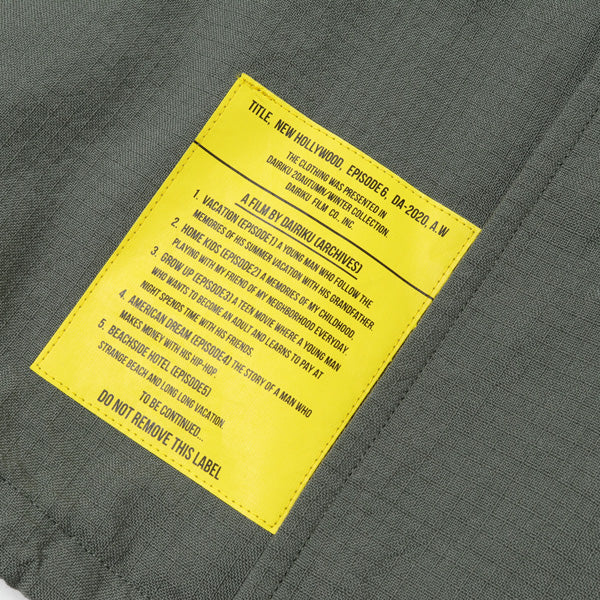 TITLE, NEW HOLLYWOOD, EPISODE 6, DA-2020, A.W
THE CLOTHING WAS PRESENTED IN
DAIRIKU 20AUTUMN/WINTER COLLECTION.
DAIRIKU FILM CO, INC
A FILM BY DAIRIKU (ARCHIVES)
1. VACATION (EPISODE1) A YOUNG MAN WHO FOLLOW THE
MEMORIES OF HIS SUMMER VACATION WITH HIS GRANDFATHER
2. HOME KIDS (EPISODE2) A MEMORIES OF MY CHILDHOOD.
PLAYING WITH MY FRIEND OF MY NEIGHBORHOOD EVERYDAY.
3. GROW UP (EPISODE3) A TEEN MOVIE WHERE A YOUNG MAN
WHO WANTS TO BECOME AN ADULT AND LEARNS TO PAY AT
NIGHT SPENDS TIME WITH HIS FRIENDS.
4. AMERICAN DREAM (EPISODE4) THE STORY OF A MAN WHO
MAKES MONEY WITH HIS HIP-HOP.
5. BEACHSIDE HOTEL (EPISODE5)
STRANGE BEACH AND LONG LONG VACATION.
TO BE CONTINUED...
DO NOT REMOVE THIS LABEL